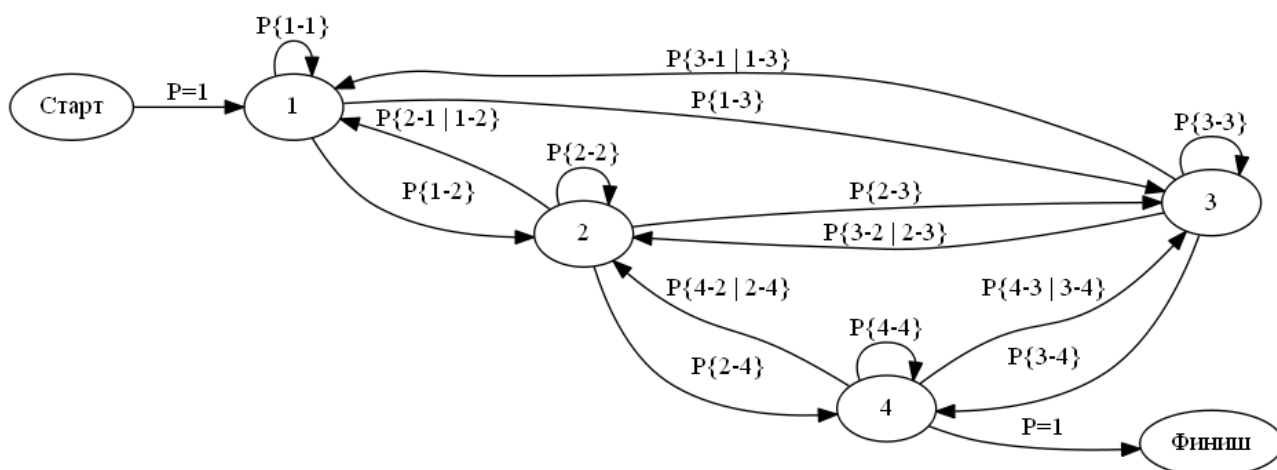 P{1-1}
P{3-1 | 1-3}
Старт
P=1
1
P{1-3}
P{2-1 | 1-2}
P{3-3}
P{2-2}
P{1-2}
P{2-3}
3
2
P{3-2 | 2-3}
P{4-2 | 2-4}
P{4-3 | 3-4}
P{4-4}
P{2-4}
P{3-4}
4
P=1
Финиш